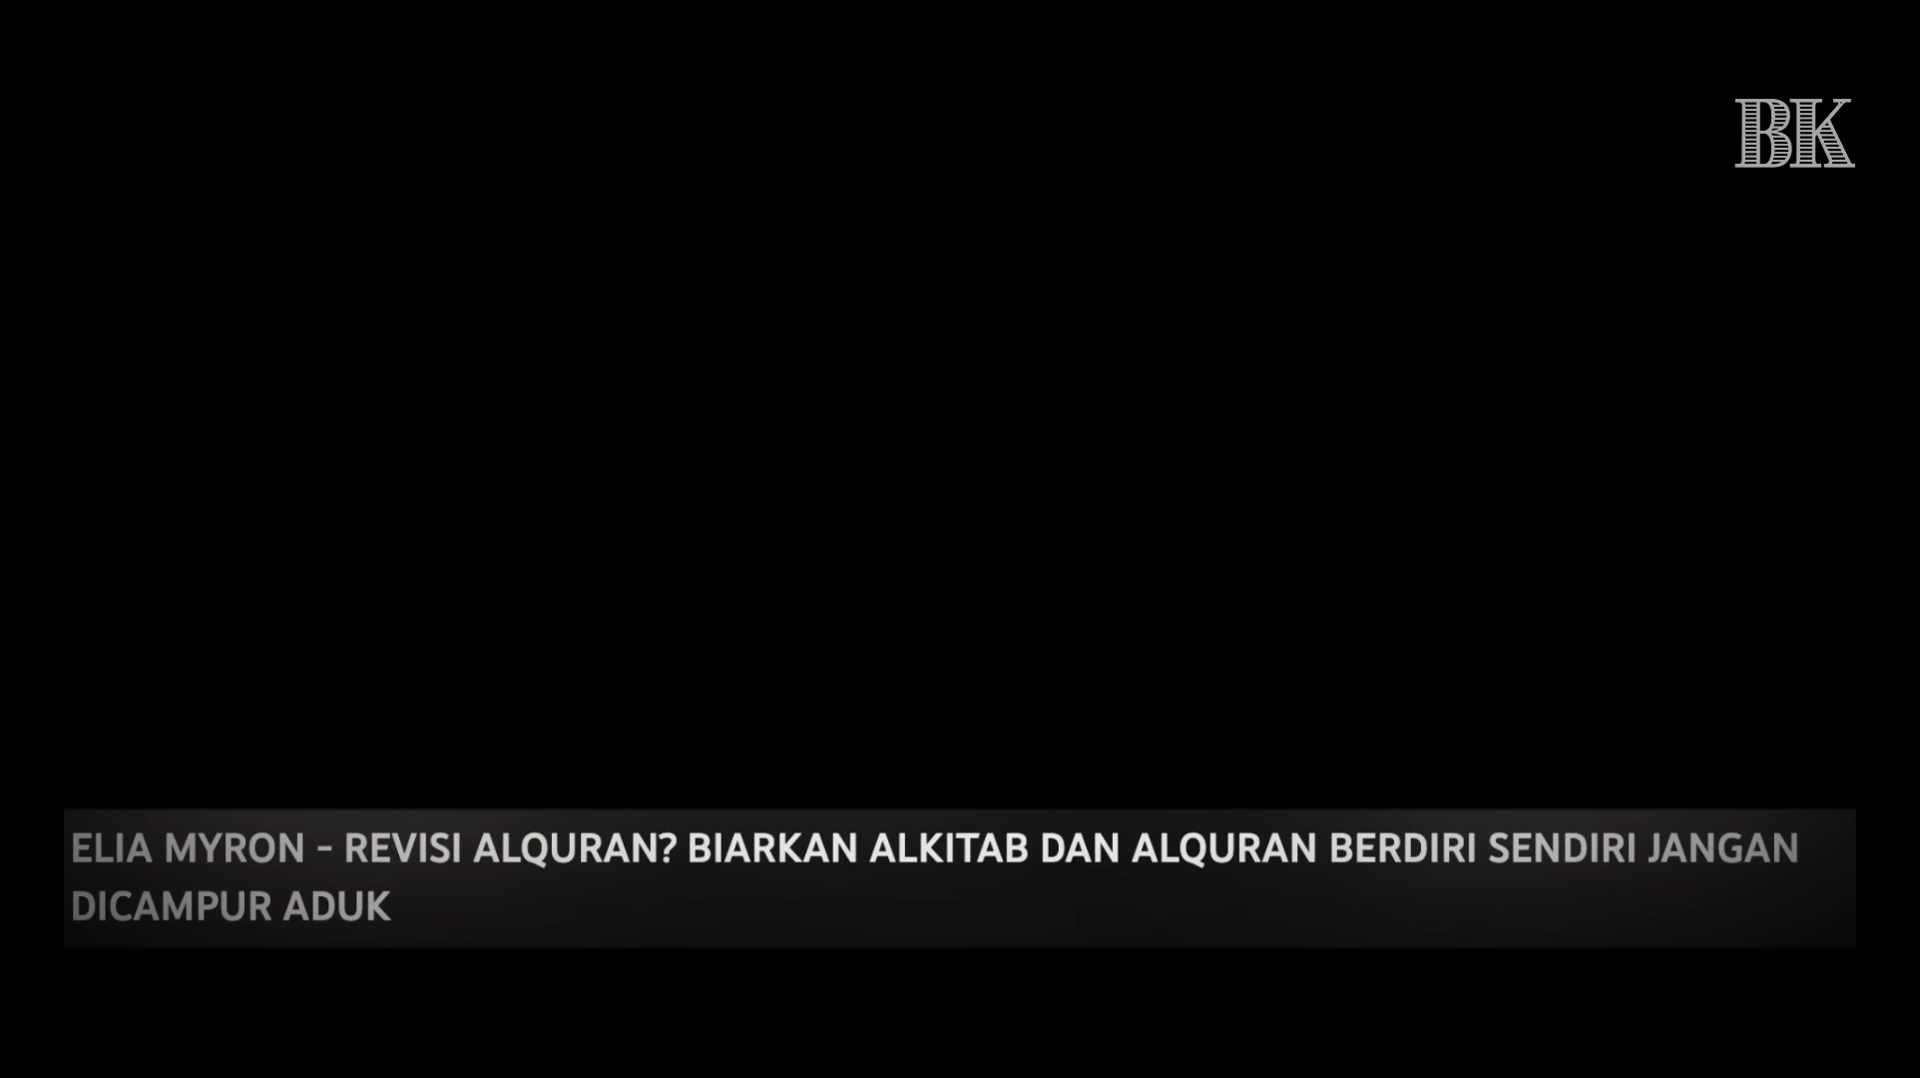 BK
ELIA MYRON - REVISI ALQURAN? BIARKAN ALKITAB DAN ALQURAN BERDIRI SENDIRI JANGAN
DICAMPUR ADUK